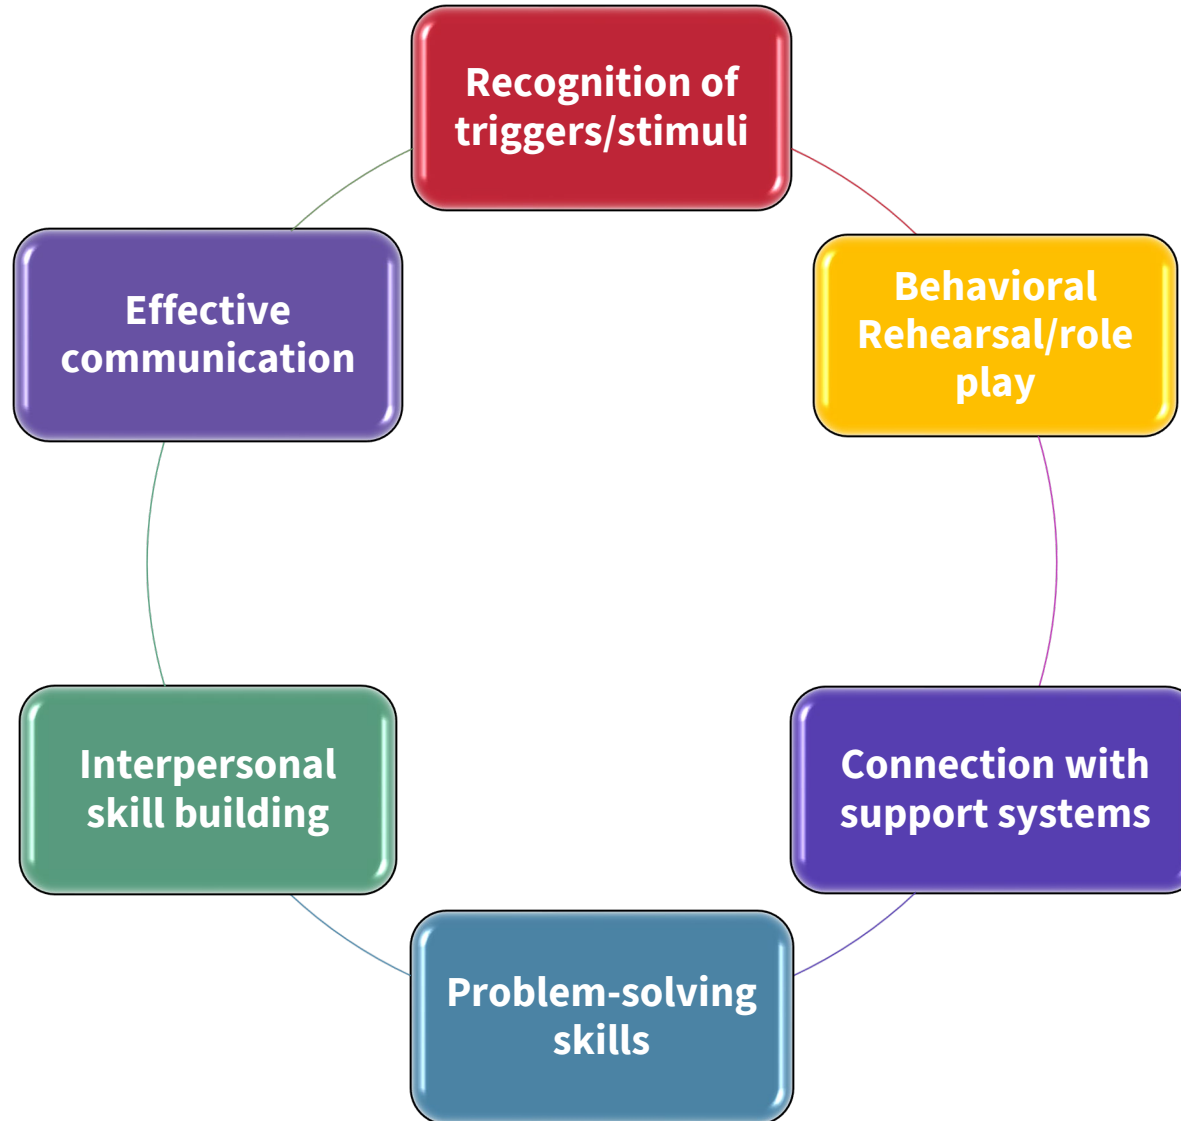 Recognition of
triggers/stimuli
Behavioral
Rehearsal/role
play
Connection with
support systems
Problem-solving
skills
Interpersonal
skill building
Effective
communication